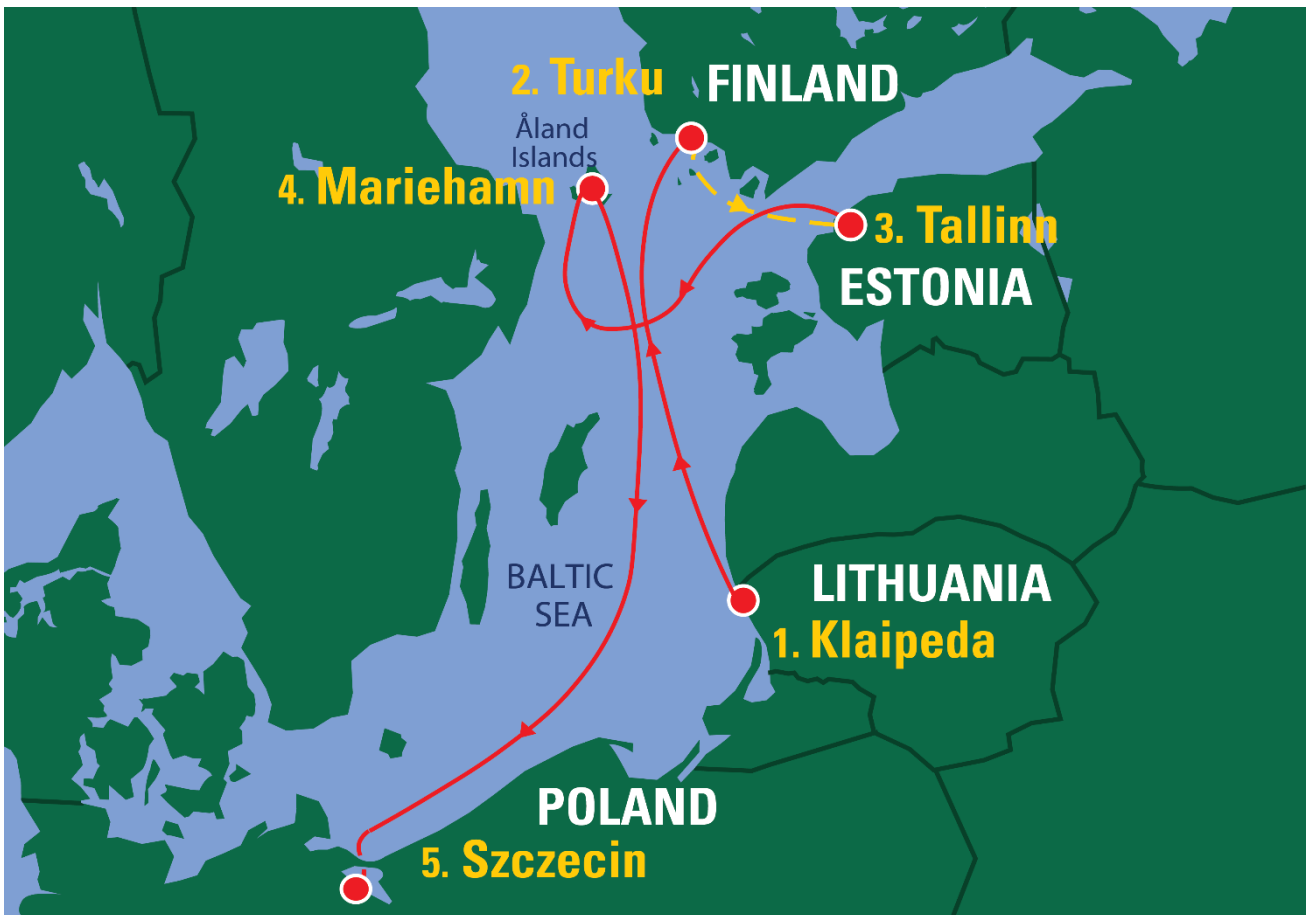 2. Turku
FINLAND
Åland
Islands
4. Mariehamn
3. Tallinn
ESTONIA
BALTIC
SEA
LITHUANIA
1. Klaipeda
POLAND
5. Szczecin